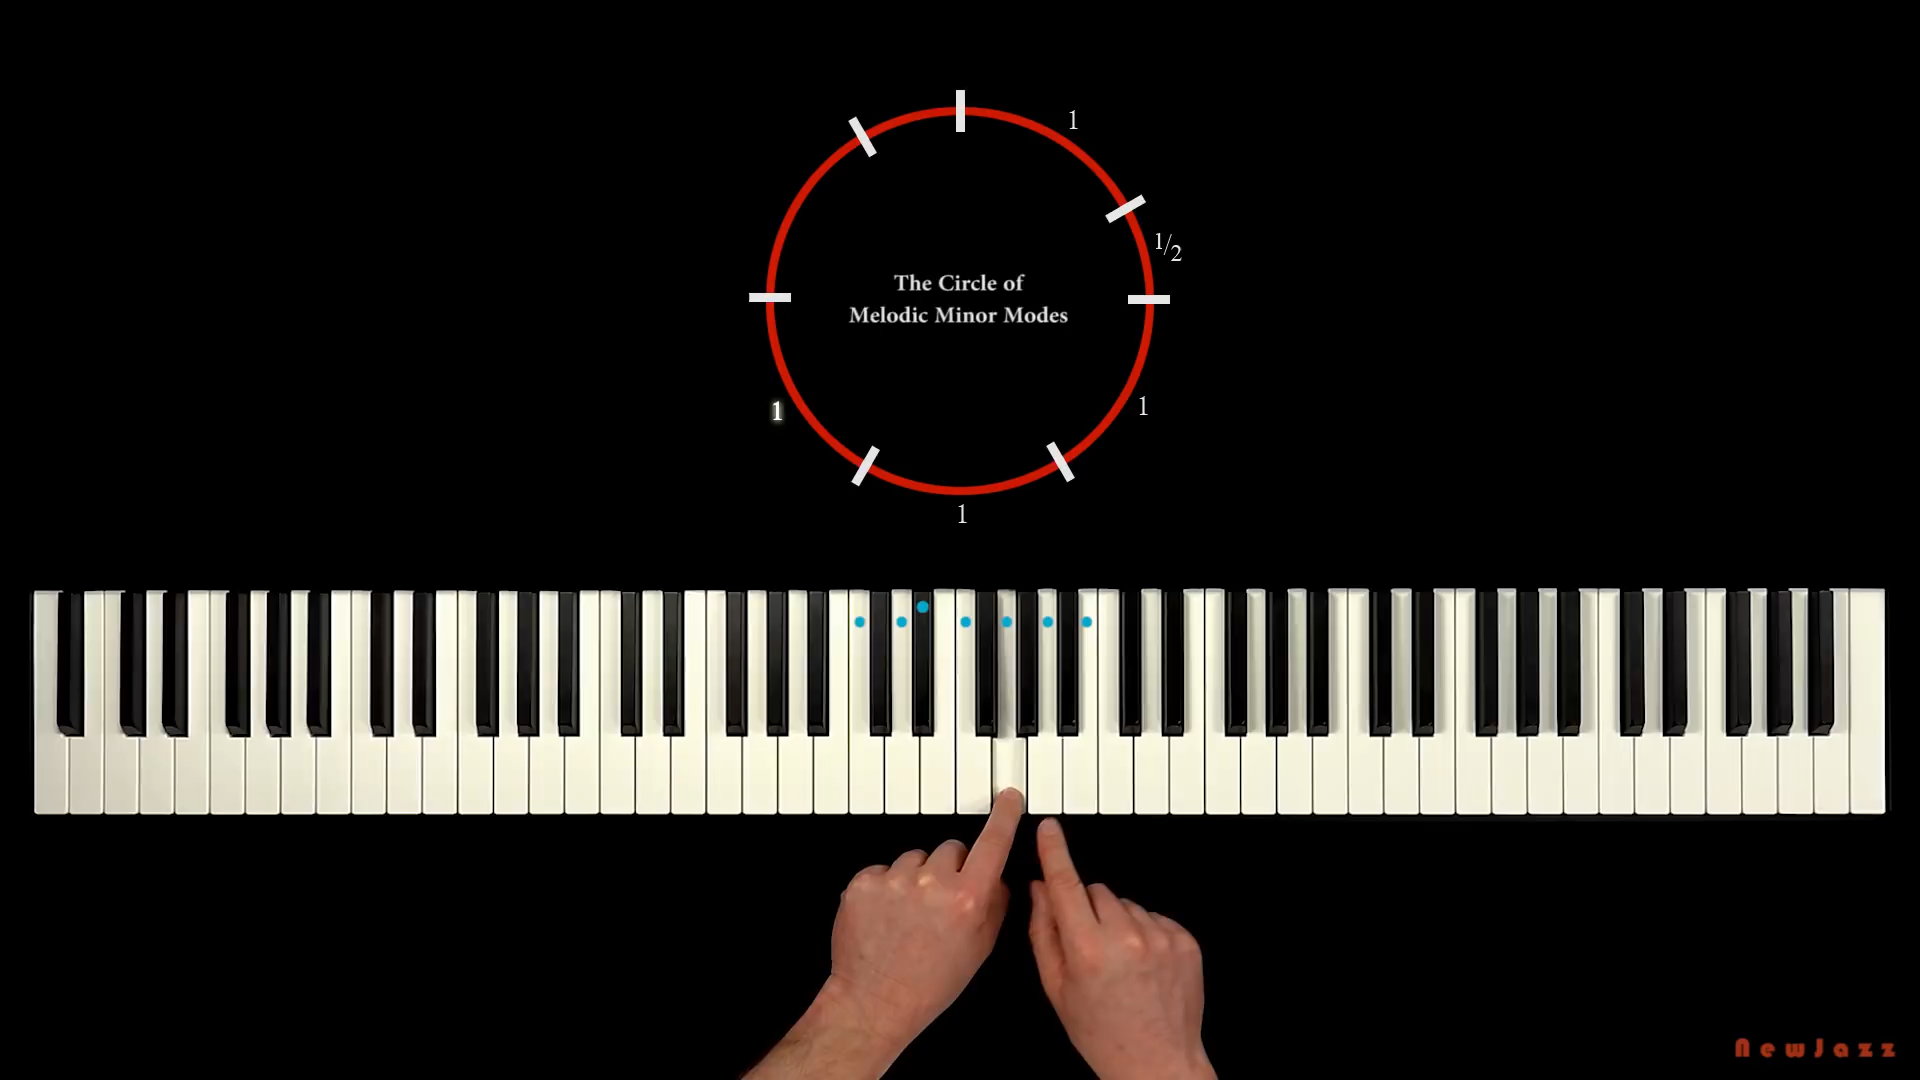 1
1/2
The Circle of
Melodic Minor Modes
1
1
1
NewJazz